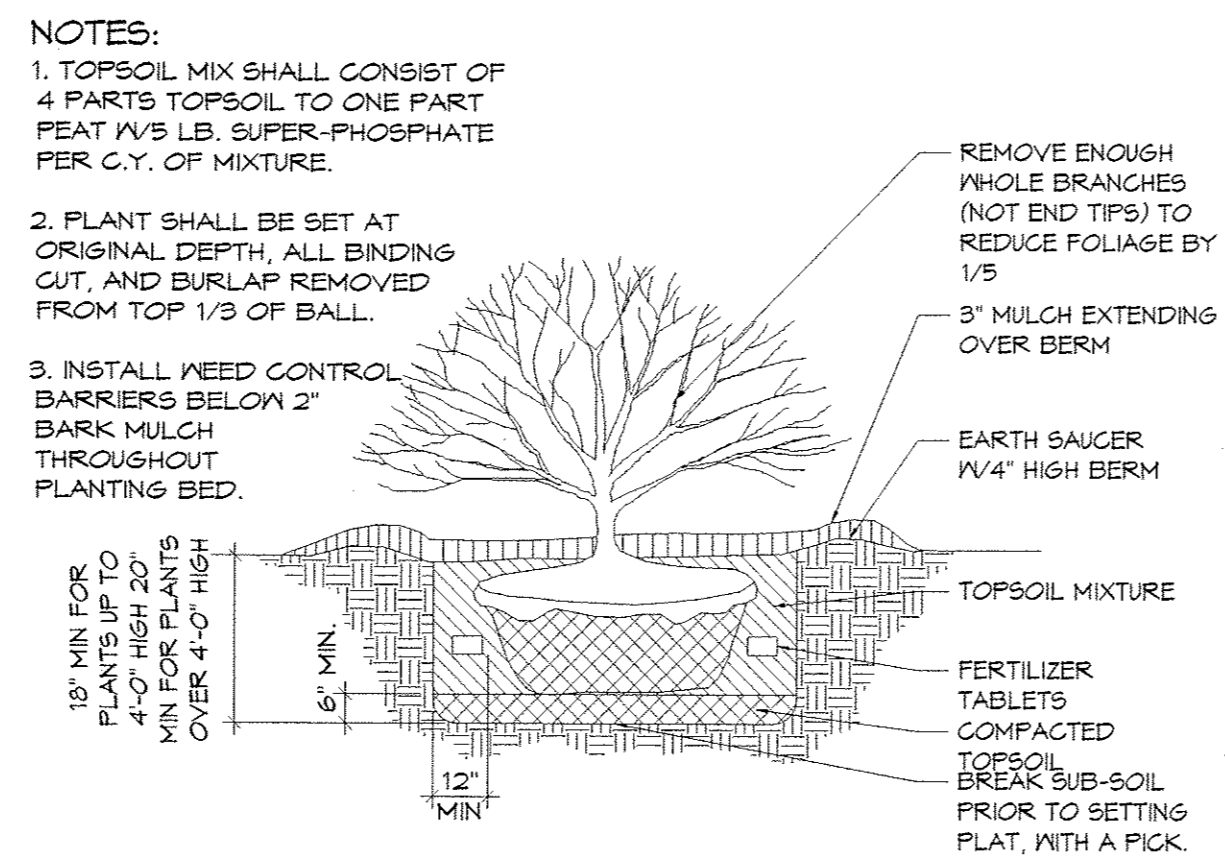 NOTES:
1. TOPSOIL MIX SHALL CONSIST OF
4 PARTS TOPSOIL TO ONE PART
PEAT W/5 LB. SUPER-PHOSPHATE
PER C.Y. OF MIXTURE.
2. PLANT SHALL BE SET AT
ORIGINAL DEPTH, ALL BINDING
CUT, AND BURLAP REMOVED
FROM TOP 1/3 OF BALL.
3. INSTALL WEED CONTROL
BARRIERS BELOW 2"
BARK MULCH
THROUGHOUT
PLANTING BED.
REMOVE ENOUGH
WHOLE BRANCHES
(NOT END TIPS) TO
REDUCE FOLIAGE BY
1/5
3" MULCH EXTENDING
OVER BERM
EARTH SAUCER
W/4" HIGH BERM
TOPSOIL MIXTURE
FERTILIZER
TABLETS
COMPACTED
TOPSOIL
BREAK SUB-SOIL
PRIOR TO SETTING
PLAT, WITH A PICK.
18" MIN FOR
PLANTS UP TO
4'-0" HIGH 20"
MIN FOR PLANTS
OVER 4'-0" HIGH
6" MIN.
12"
MIN